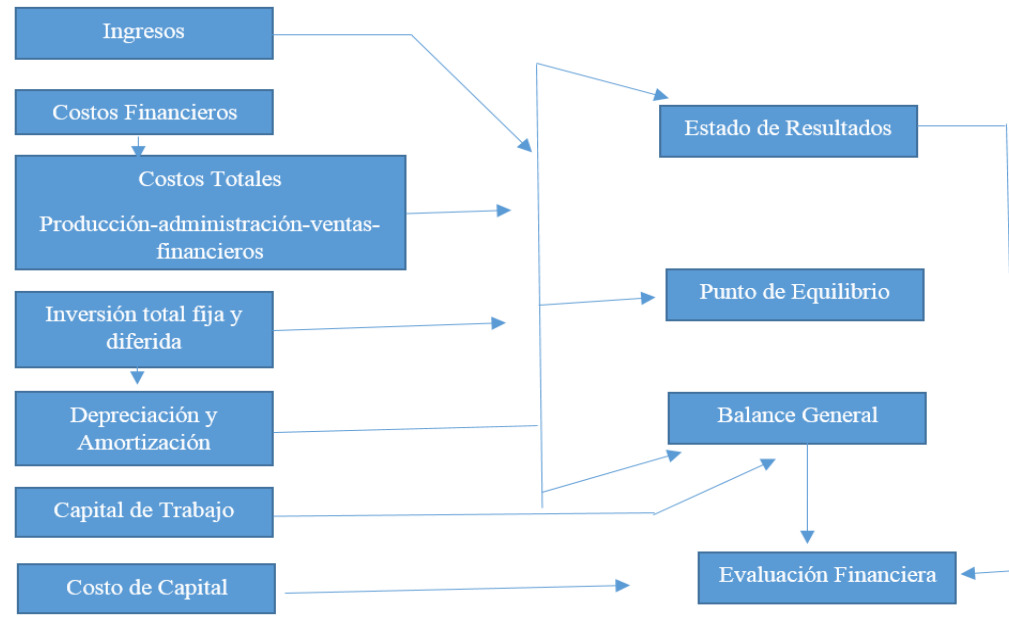 Ingresos
Costos Financieros
Costos Totales
Producción-administración-ventas-
financieros
Inversión total fija y
diferida
Depreciación y
Amortización
Capital de Trabajo
Costo de Capital
Estado de Resultados
Punto de Equilibrio
Balance General
Evaluación Financiera